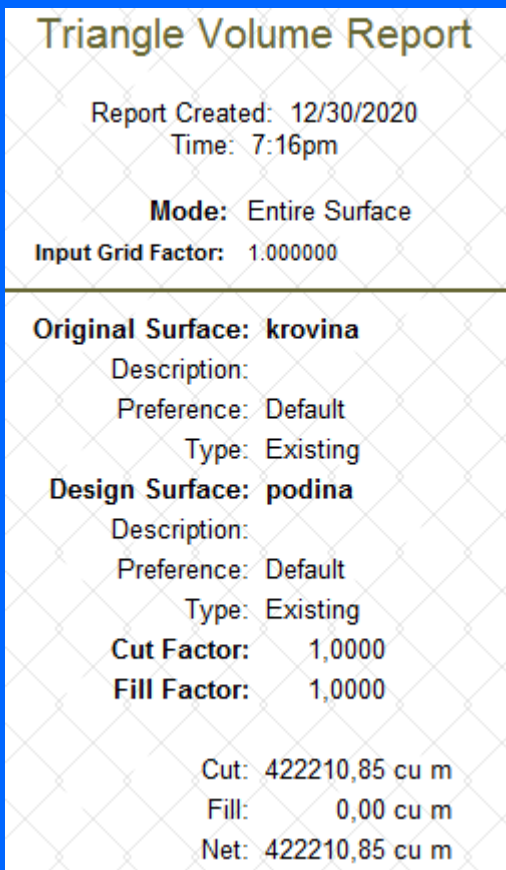 Triangle Volume Report
Report Created: 12/30/2020
Time: 7:16pm
Mode: Entire Surface
Input Grid Factor: 1.000000
Original Surface: krovina
Description:
Preference: Default
Type: Existing
Design Surface: podina
Description:
Preference: Default
Type: Existing
Cut Factor: 1,0000
Fill Factor: 1,0000
Cut: 422210,85 cu m
Fill: 0,00 cu m
Net: 422210,85 cu m